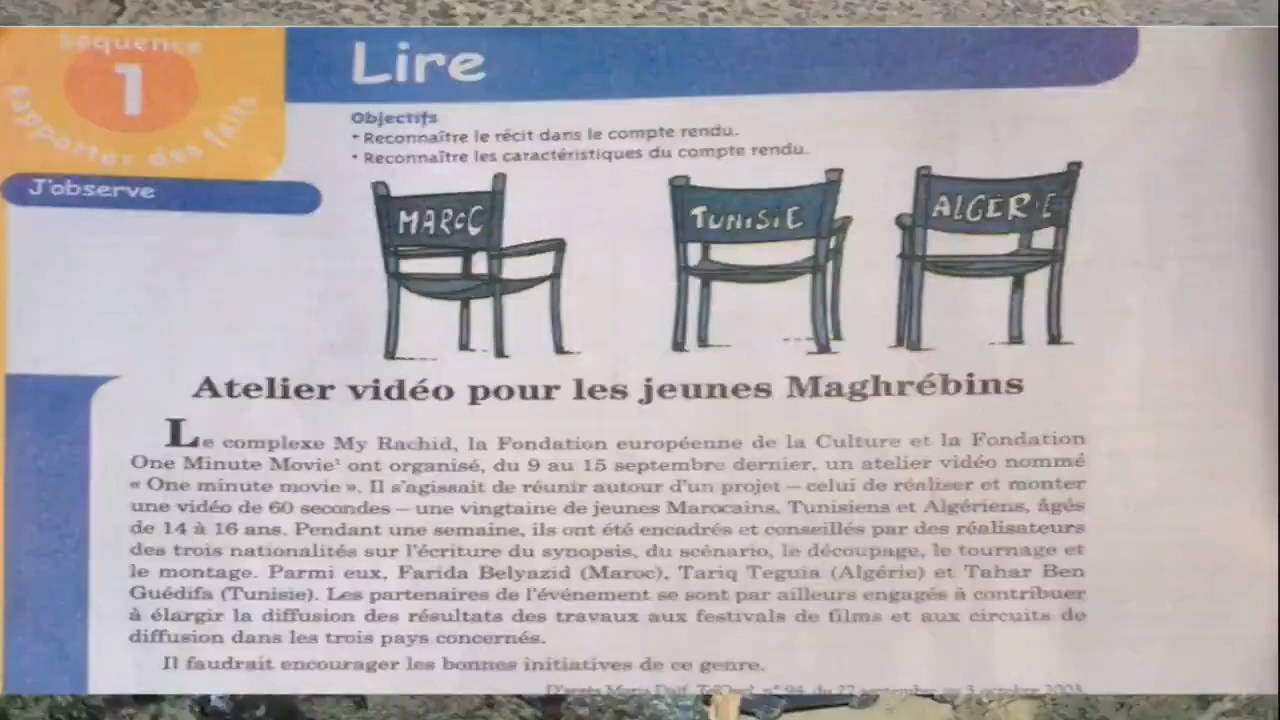 Séquence
1
Rapporter des faits
Lire
Objectifs
• Reconnaître le récit dans le compte rendu.
• Reconnaître les caractéristiques du compte rendu.
J'observe
MAROC
TUNISIE
ALGERIE
Atelier vidéo pour les jeunes Maghrébins
Le complexe My Rachid, la Fondation européenne de la Culture et la Fondation
One Minute Movie¹ ont organisé, du 9 au 15 septembre dernier, un atelier vidéo nommé
« One minute movie ». Il s'agissait de réunir autour d'un projet – celui de réaliser et monter
une vidéo de 60 secondes – une vingtaine de jeunes Marocains, Tunisiens et Algériens, âgés
de 14 à 16 ans. Pendant une semaine, ils ont été encadrés et conseillés par des réalisateurs
des trois nationalités sur l'écriture du synopsis, du scénario, le découpage, le tournage et
le montage. Parmi eux, Farida Belyazid (Maroc), Tariq Teguia (Algérie) et Tahar Ben
Guédifa (Tunisie). Les partenaires de l'événement se sont par ailleurs engagés à contribuer
à élargir la diffusion des résultats des travaux aux festivals de films et aux circuits de
diffusion dans les trois pays concernés.
Il faudrait encourager les bonnes initiatives de ce genre.
D'après n° 94, du 27 septembre au 3 octobre